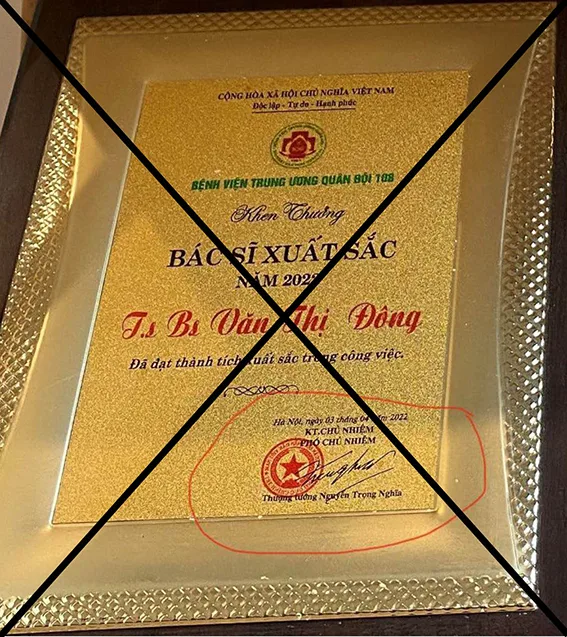 CỘNG HÒA XÃ HỘI CHỦ NGHĨA VIỆT NAM
Độc lập - Tự do - Hạnh phúc
BỆNH VIỆN TRUNG ƯƠNG QUÂN ĐỘI 108
Khen Thưởng
BÁC SĨ XUẤT SẮC
NĂM 2022
T.s Bs Văn Thị Đông
Đã đạt thành tích xuất sắc trong công việc.
Hà Nội, ngày 03 tháng 04 năm 2022
KT.CHỦ NHIỆM
PHÓ CHỦ NHIỆM
Thượng tướng Nguyễn Trọng Nghĩa